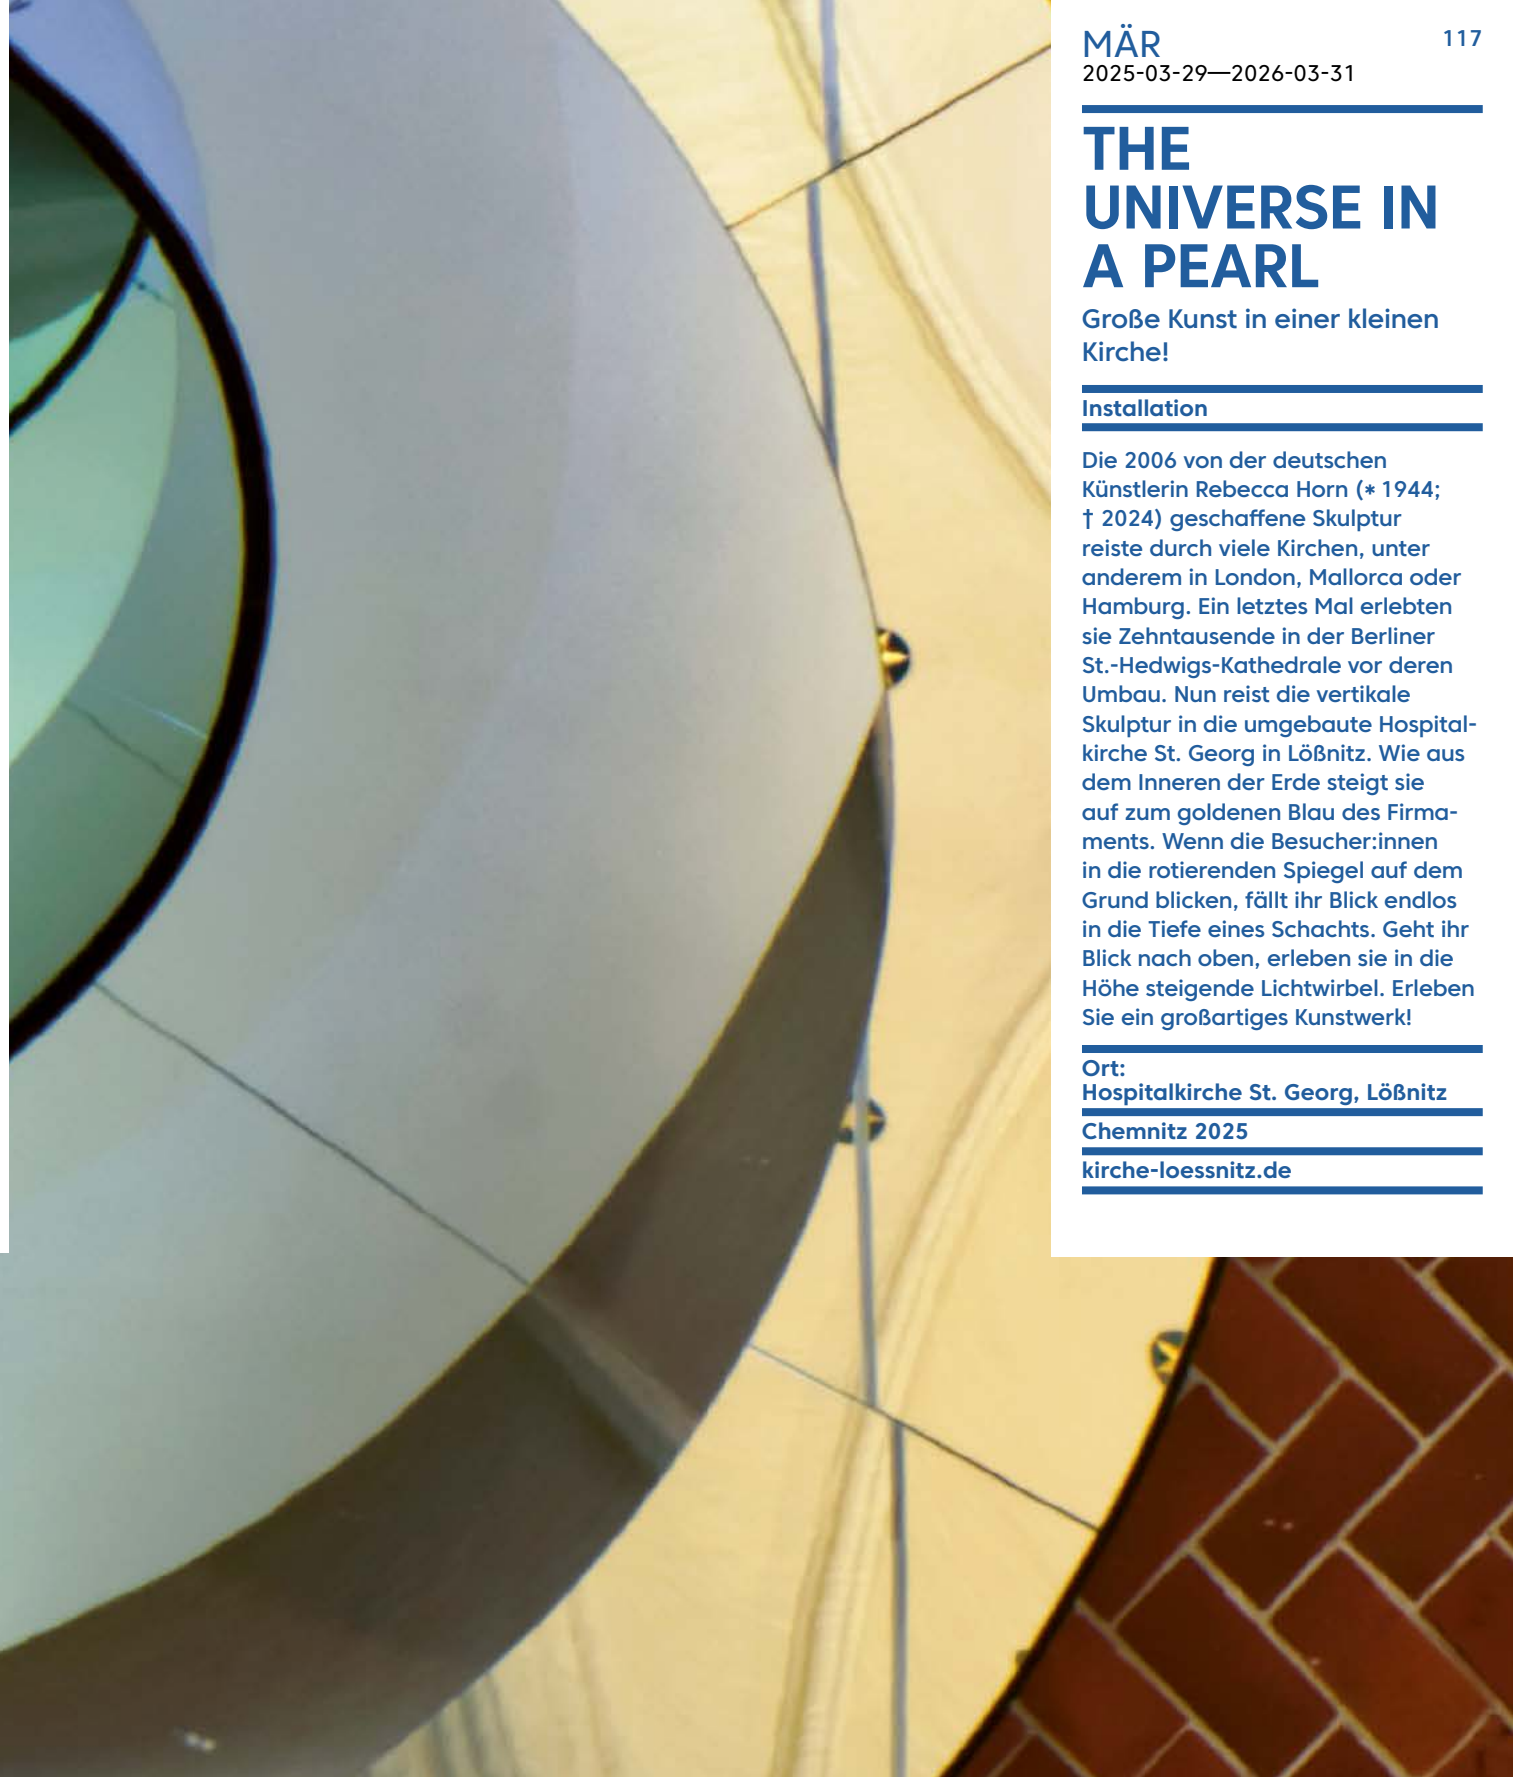 MÄR
117
2025-03-29—2026-03-31
THE
UNIVERSE IN
A PEARL
Große Kunst in einer kleinen
Kirche!
Installation
Die 2006 von der deutschen
Künstlerin Rebecca Horn (* 1944;
† 2024) geschaffene Skulptur
reiste durch viele Kirchen, unter
anderem in London, Mallorca oder
Hamburg. Ein letztes Mal erlebten
sie Zehntausende in der Berliner
St.-Hedwigs-Kathedrale vor deren
Umbau. Nun reist die vertikale
Skulptur in die umgebaute Hospital-
kirche St. Georg in Lößnitz. Wie aus
dem Inneren der Erde steigt sie
auf zum goldenen Blau des Firma-
ments. Wenn die Besucher:innen
in die rotierenden Spiegel auf dem
Grund blicken, fällt ihr Blick endlos
in die Tiefe eines Schachts. Geht ihr
Blick nach oben, erleben sie in die
Höhe steigende Lichtwirbel. Erleben
Sie ein großartiges Kunstwerk!
Ort:
Hospitalkirche St. Georg, Lößnitz
Chemnitz 2025
kirche-loessnitz.de